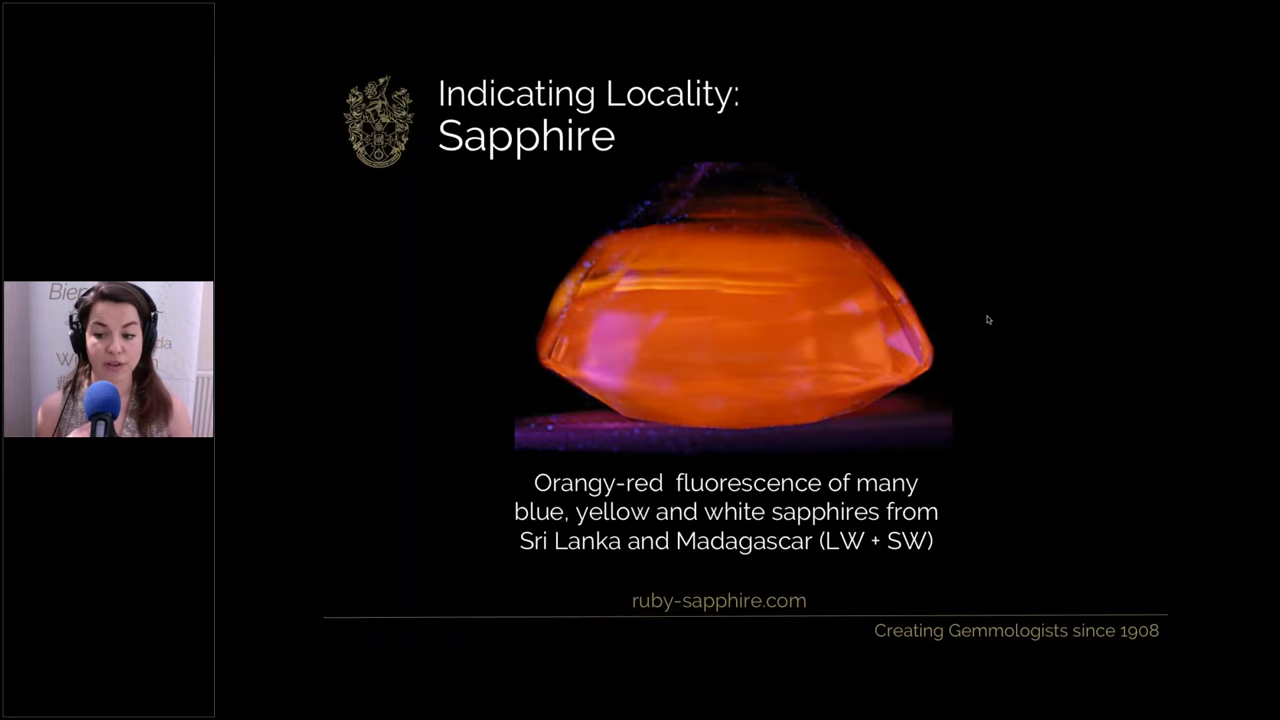 Indicating Locality:
Sapphire
Orangy-red fluorescence of many
blue, yellow and white sapphires from
Sri Lanka and Madagascar (LW + SW)
ruby-sapphire.com
Creating Gemmologists since 1908